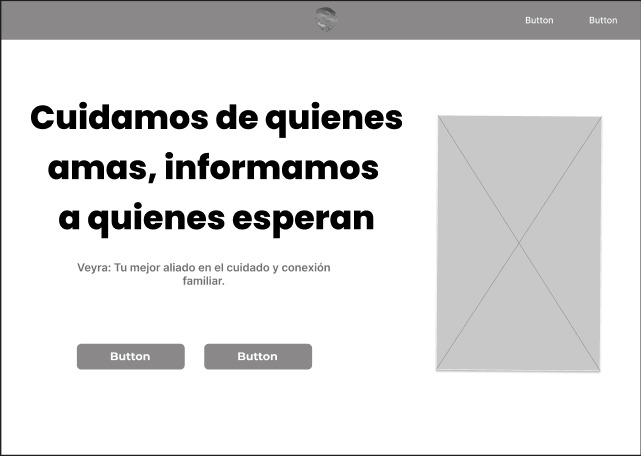 Button
Button
Cuidamos de quienes
amas, informamos
a quienes esperan
Veyra: Tu mejor aliado en el cuidado y conexión
familiar.
Button
Button